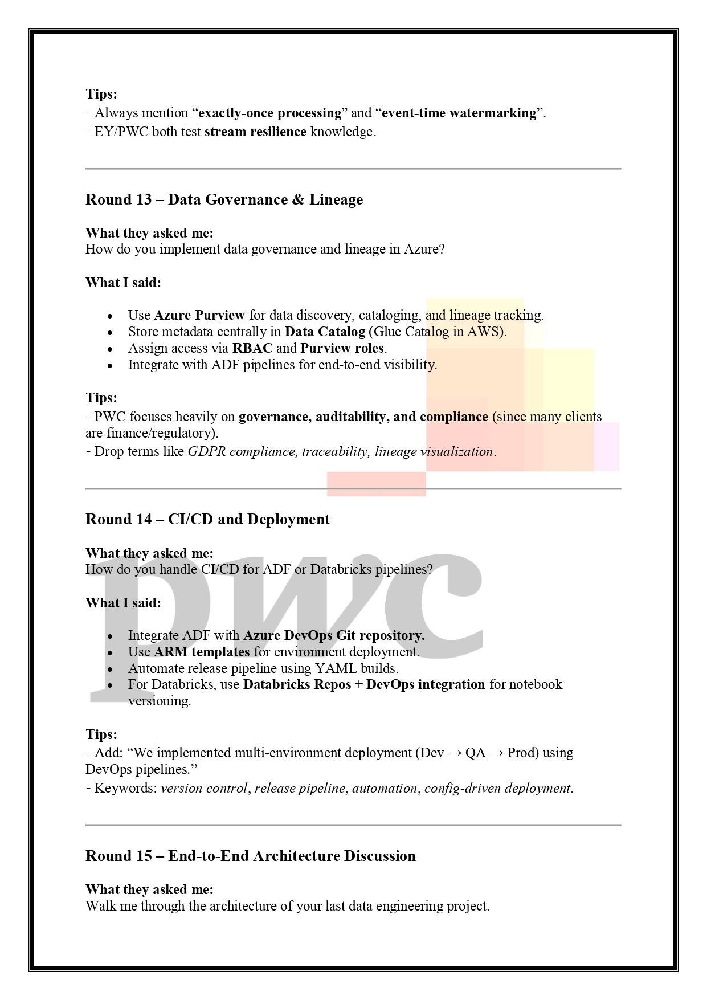 Tips:
- Always mention “exactly-once processing” and “event-time watermarking”.
- EY/PWC both test stream resilience knowledge.
Round 13 – Data Governance & Lineage
What they asked me:
How do you implement data governance and lineage in Azure?
What I said:
• Use Azure Purview for data discovery, cataloging, and lineage tracking.
• Store metadata centrally in Data Catalog (Glue Catalog in AWS).
• Assign access via RBAC and Purview roles.
• Integrate with ADF pipelines for end-to-end visibility.
Tips:
- PWC focuses heavily on governance, auditability, and compliance (since many clients
are finance/regulatory).
- Drop terms like GDPR compliance, traceability, lineage visualization.
Round 14 – CI/CD and Deployment
What they asked me:
How do you handle CI/CD for ADF or Databricks pipelines?
pwc
What I said:
• Integrate ADF with Azure DevOps Git repository.
• Use ARM templates for environment deployment.
• Automate release pipeline using YAML builds.
• For Databricks, use Databricks Repos + DevOps integration for notebook
versioning.
Tips:
- Add: “We implemented multi-environment deployment (Dev → QA → Prod) using
DevOps pipelines.”
- Keywords: version control, release pipeline, automation, config-driven deployment.
Round 15 – End-to-End Architecture Discussion
What they asked me:
Walk me through the architecture of your last data engineering project.